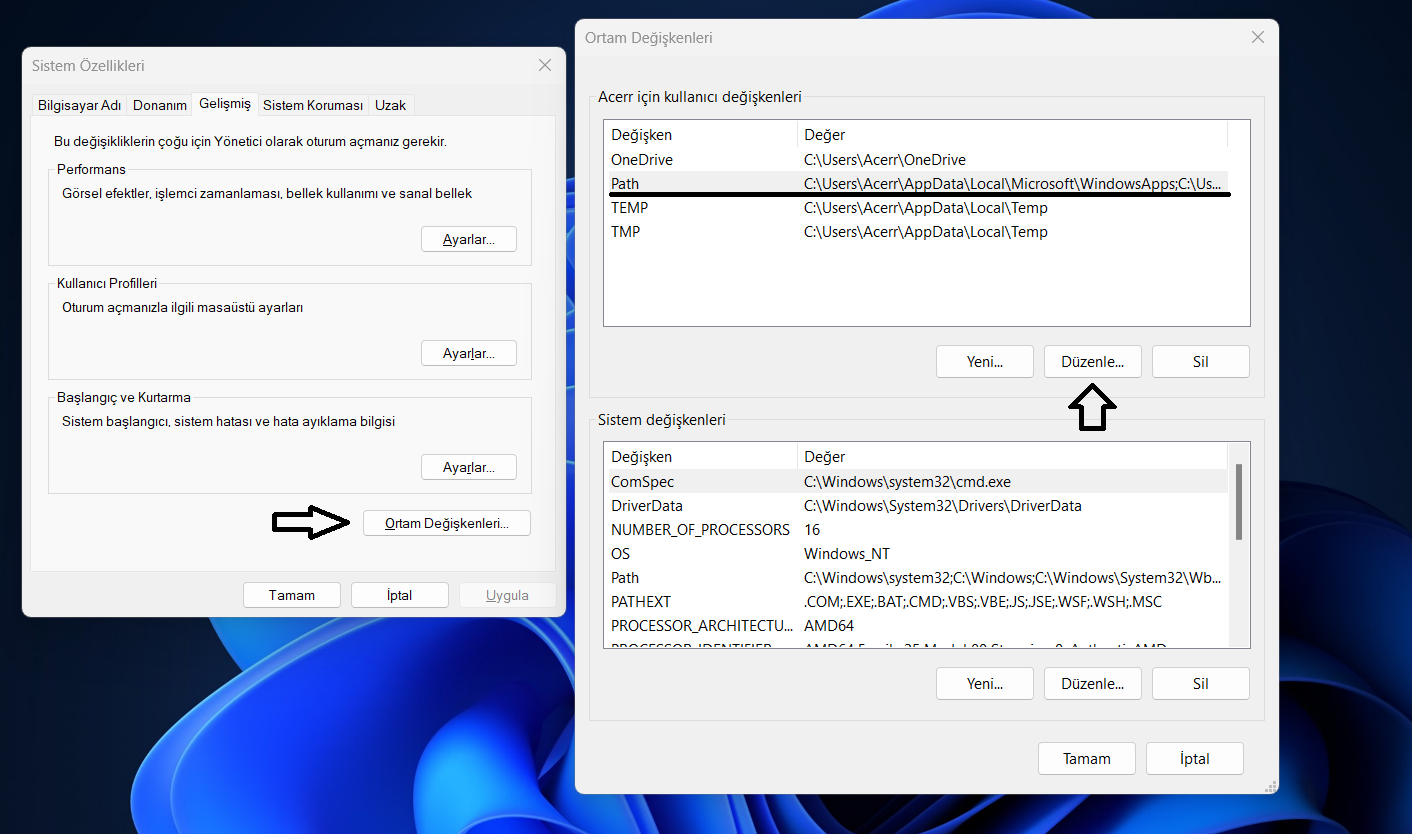 Sistem Özellikleri
Bilgisayar Adı Donanım Gelişmiş Sistem Koruması Uzak
Bu değişikliklerin çoğu için Yönetici olarak oturum açmanız gerekir.
Performans
Görsel efektler, işlemci zamanlaması, bellek kullanımı ve sanal bellek
Ayarlar...
Kullanıcı Profilleri
Oturum açmanızla ilgili masaüstü ayarları
Ayarlar...
Başlangıç ve Kurtarma
Sistem başlangıcı, sistem hatası ve hata ayıklama bilgisi
Ayarlar...
Ortam Değişkenleri...
Tamam İptal Uygula
Ortam Değişkenleri
Acerr için kullanıcı değişkenleri
Değişken Değer
OneDrive C:\Users\Acerr\OneDrive
Path C:\Users\Acerr\AppData\Local\Microsoft\WindowsApps;C:\Us...
TEMP C:\Users\Acerr\AppData\Local\Temp
TMP C:\Users\Acerr\AppData\Local\Temp
Yeni... Düzenle... Sil
Sistem değişkenleri
Değişken Değer
ComSpec C:\Windows\system32\cmd.exe
DriverData C:\Windows\System32\Drivers\DriverData
NUMBER_OF_PROCESSORS 16
OS Windows_NT
Path C:\Windows\system32;C:\Windows;C:\Windows\System32\Wb...
PATHEXT .COM;.EXE;.BAT;.CMD;.VBS;.VBE;.JS;.JSE;.WSF;.WSH;.MSC
PROCESSOR_ARCHITECTU... AMD64
Yeni... Düzenle... Sil
Tamam İptal